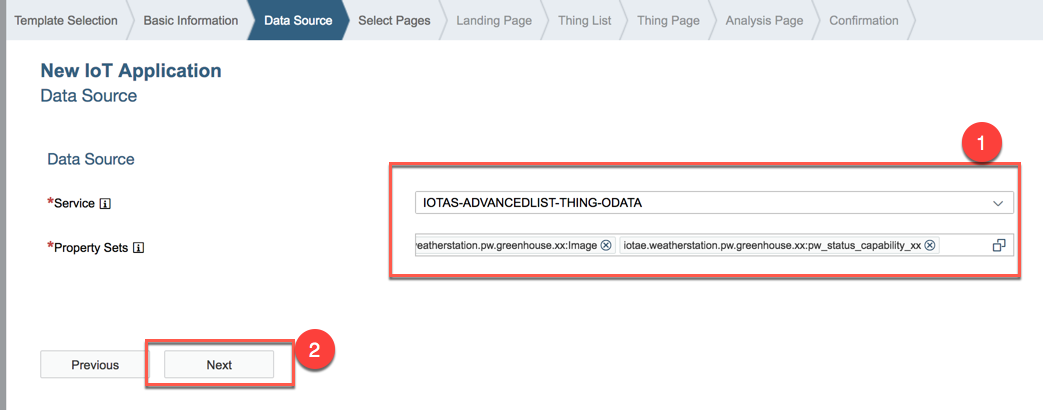 Template Selection Basic Information Data Source Select Pages Landing Page Thing List Thing Page Analysis Page Confirmation
New IoT Application
Data Source
1
Data Source
*Service
IOTAS-ADVANCEDLIST-THING-ODATA
*Property Sets
eatherstation.pw.greenhouse.xx:Image iotae.weatherstation.pw.greenhouse.xx:pw_status_capability_xx
2
Previous Next